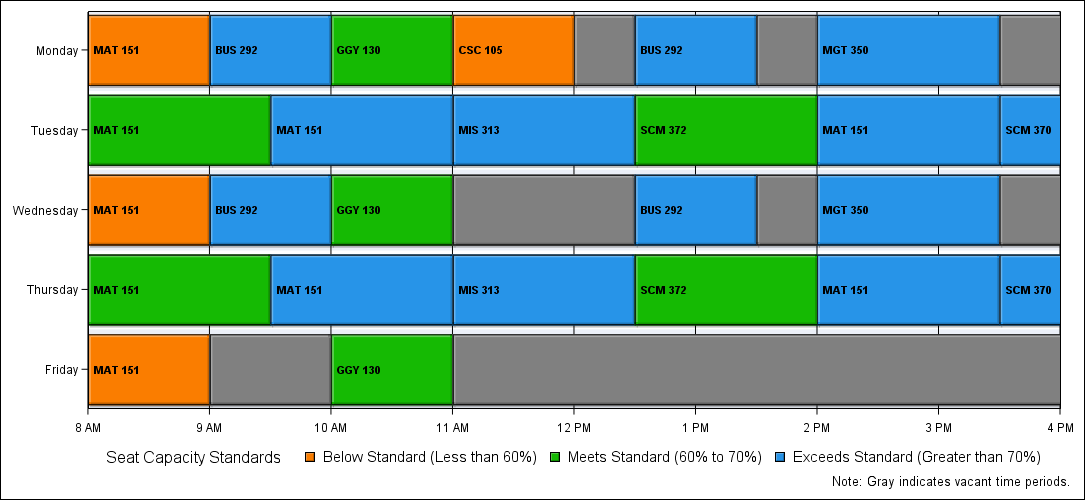 Monday MAT 151 BUS 292 GGY 130 CSC 105 BUS 292 MGT 350
Tuesday MAT 151 MAT 151 MIS 313 SCM 372 MAT 151 SCM 370
Wednesday MAT 151 BUS 292 GGY 130 BUS 292 MGT 350
Thursday MAT 151 MAT 151 MIS 313 SCM 372 MAT 151 SCM 370
Friday MAT 151 GGY 130
8 AM 9 AM 10 AM 11 AM 12 PM 1 PM 2 PM 3 PM 4 PM
Seat Capacity Standards Below Standard (Less than 60%) Meets Standard (60% to 70%) Exceeds Standard (Greater than 70%)
Note: Gray indicates vacant time periods.